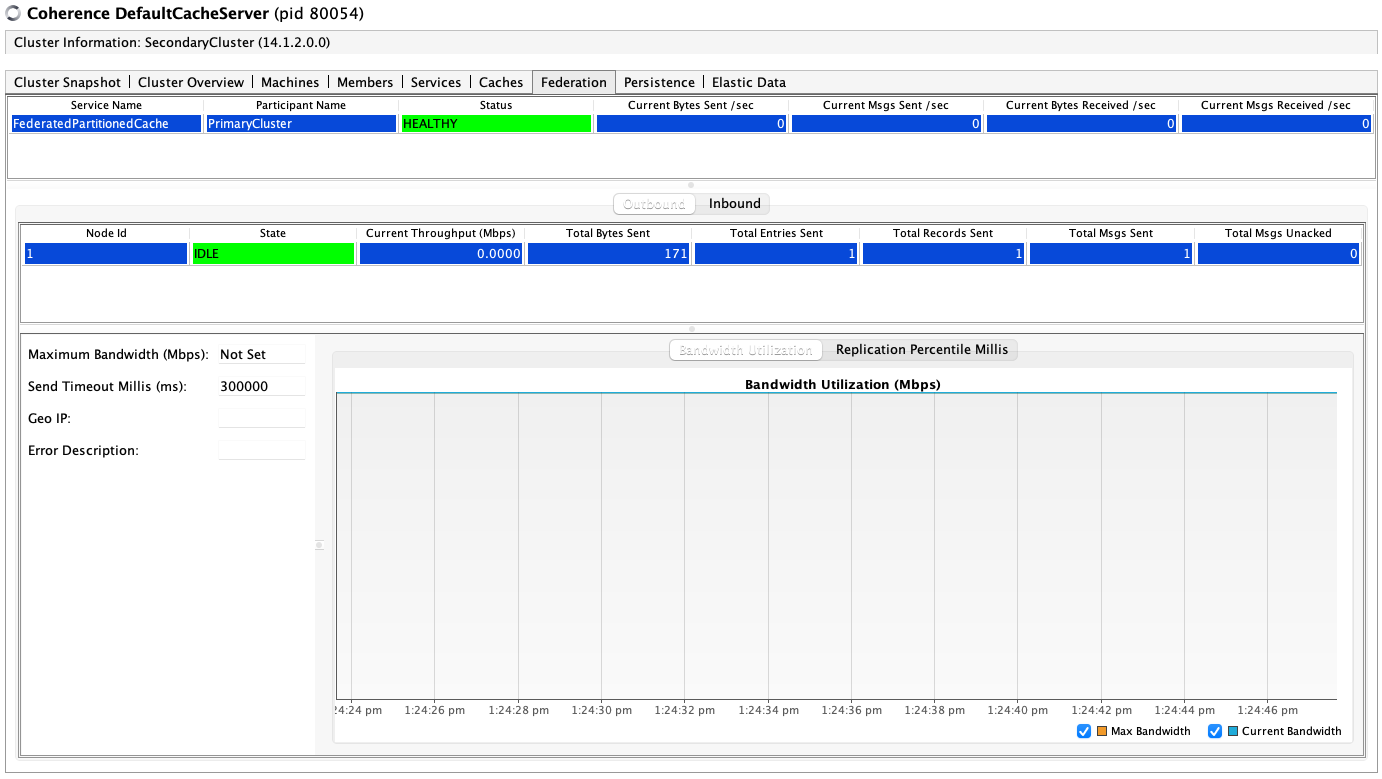 Coherence DefaultCacheServer (pid 80054)
Cluster Information: SecondaryCluster (14.1.2.0.0)
Cluster Snapshot Cluster Overview Machines Members Services Caches Federation Persistence Elastic Data
Service Name Participant Name Status Current Bytes Sent /sec Current Msgs Sent /sec Current Bytes Received /sec Current Msgs Received /sec
FederatedPartitionedCache PrimaryCluster HEALTHY 0 0 0 0
Outbound Inbound
Node Id State Current Throughput (Mbps) Total Bytes Sent Total Entries Sent Total Records Sent Total Msgs Sent Total Msgs Unacked
1 IDLE 0.0000 171 1 1 1 0
Maximum Bandwidth (Mbps): Not Set
Send Timeout Millis (ms): 300000
Geo IP:
Error Description:
Bandwidth Utilization Replication Percentile Millis
Bandwidth Utilization (Mbps)
24:24 pm 1:24:26 pm 1:24:28 pm 1:24:30 pm 1:24:32 pm 1:24:34 pm 1:24:36 pm 1:24:38 pm 1:24:40 pm 1:24:42 pm 1:24:44 pm 1:24:46 pm
Max Bandwidth Current Bandwidth